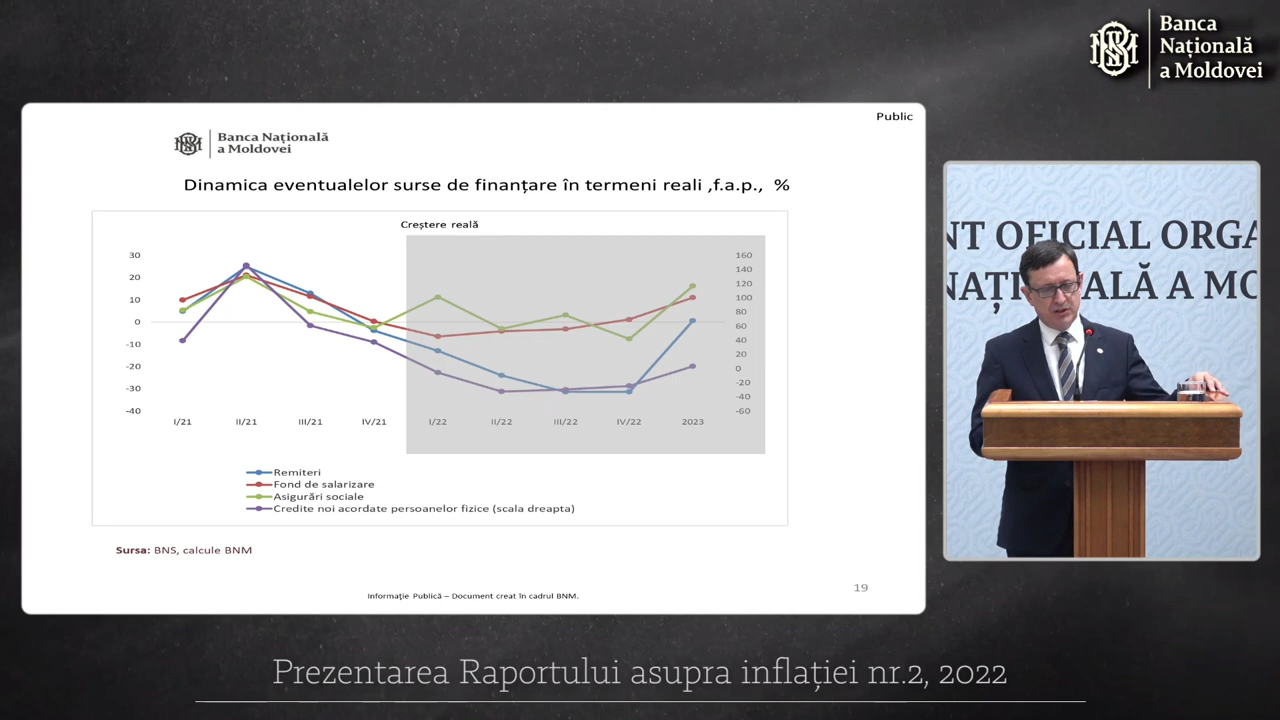 Banca
Națională
a Moldovei
Public
Banca Națională
a Moldovei
Dinamica eventualelor surse de finanțare în termeni reali ,f.a.p., %
Creștere reală
30
20
10
0
-10
-20
-30
-40
160
140
120
100
80
60
40
20
0
-20
-40
-60
I/21 II/21 III/21 IV/21 I/22 II/22 III/22 IV/22 2023
Remiteri
Fond de salarizare
Asigurări sociale
Credite noi acordate persoanelor fizice (scala dreapta)
Sursa: BNS, calcule BNM
19
Informație Publică – Document creat în cadrul BNM.
NT OFICIAL ORGA
NAȚI ALĂ A MO
Prezentarea Raportului asupra inflației nr.2, 2022